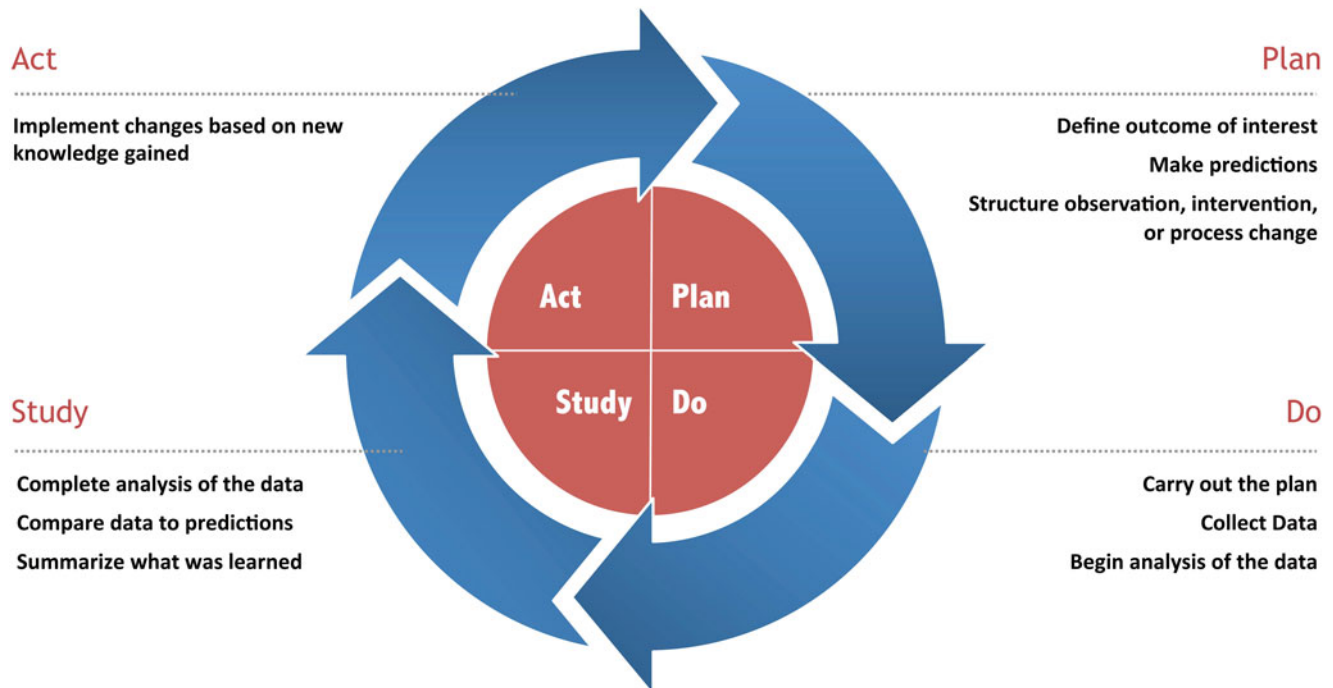 Act
Implement changes based on new
knowledge gained
Plan
Define outcome of interest
Make predictions
Structure observation, intervention,
or process change
Act
Plan
Study
Do
Study
Complete analysis of the data
Compare data to predictions
Summarize what was learned
Do
Carry out the plan
Collect Data
Begin analysis of the data